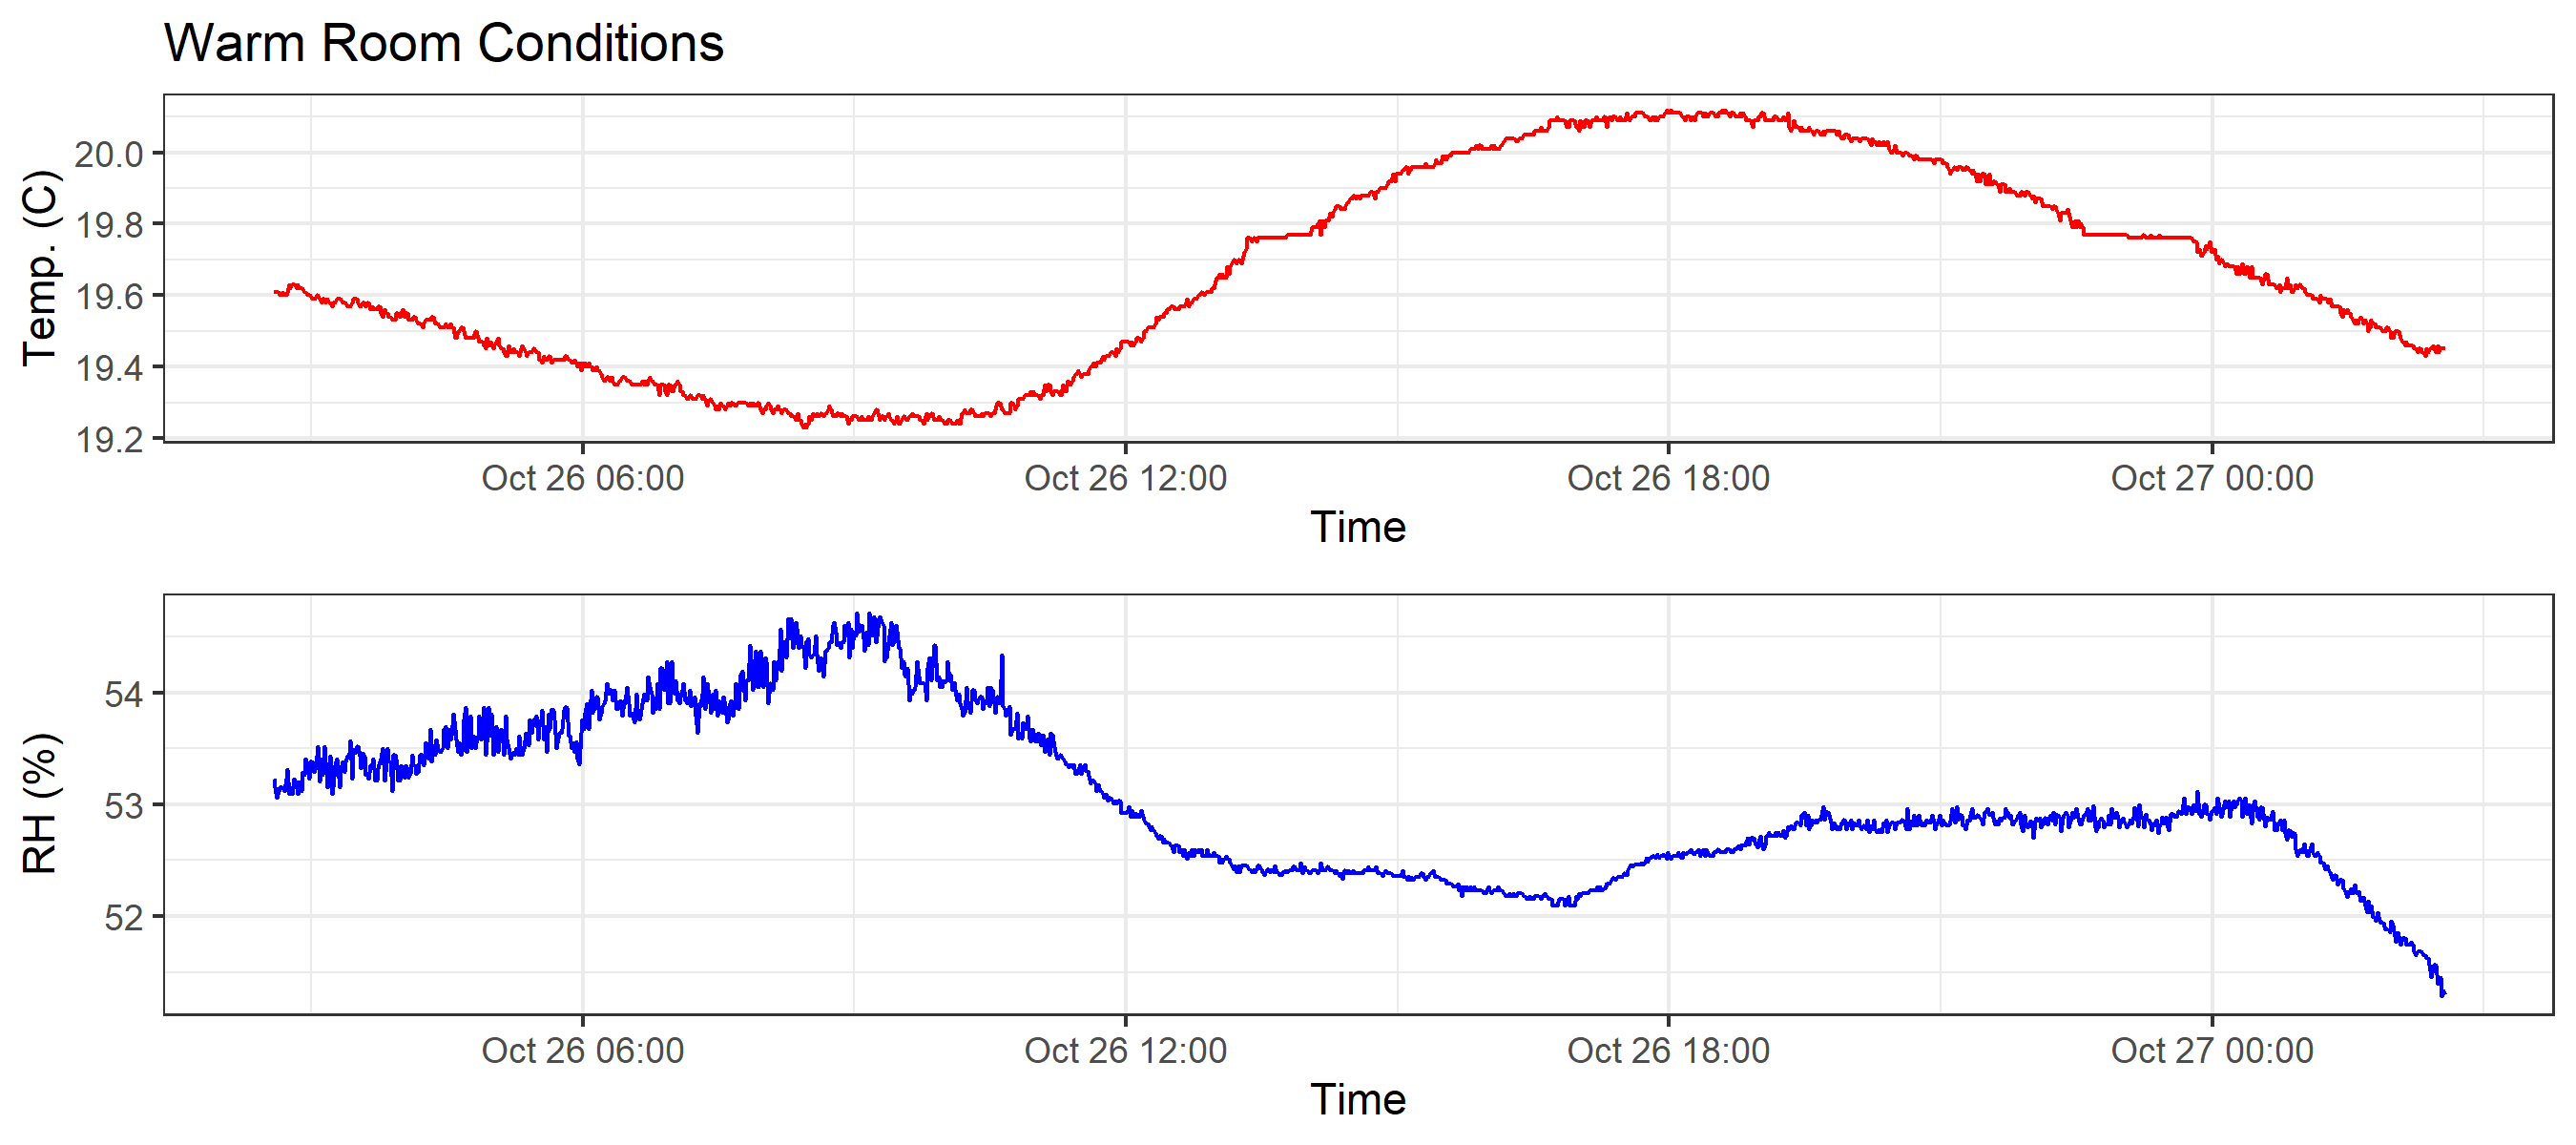 Warm Room Conditions
Temp. (C)
20.0
19.8
19.6
19.4
19.2
Oct 26 06:00 Oct 26 12:00 Oct 26 18:00 Oct 27 00:00
Time
RH (%)
54
53
52
Oct 26 06:00 Oct 26 12:00 Oct 26 18:00 Oct 27 00:00
Time